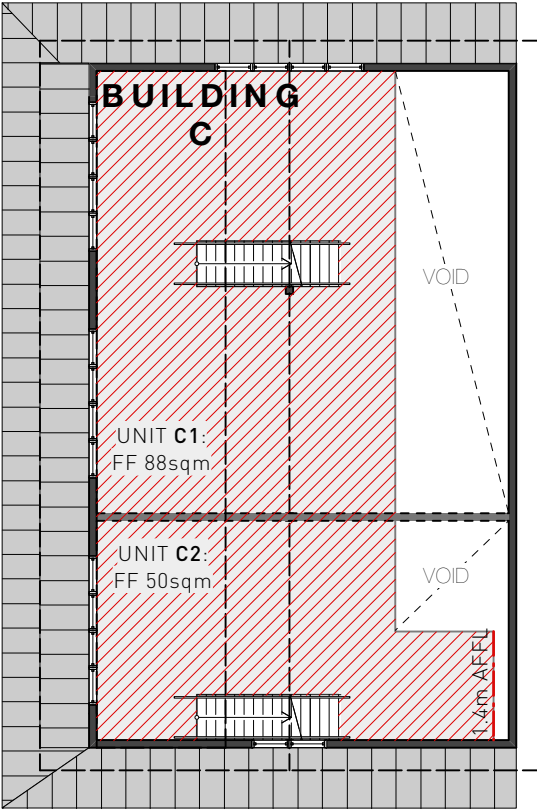 BUILDING
C
VOID
UNIT C1:
FF 88sqm
UNIT C2:
FF 50sqm
VOID
1.4m AFFL